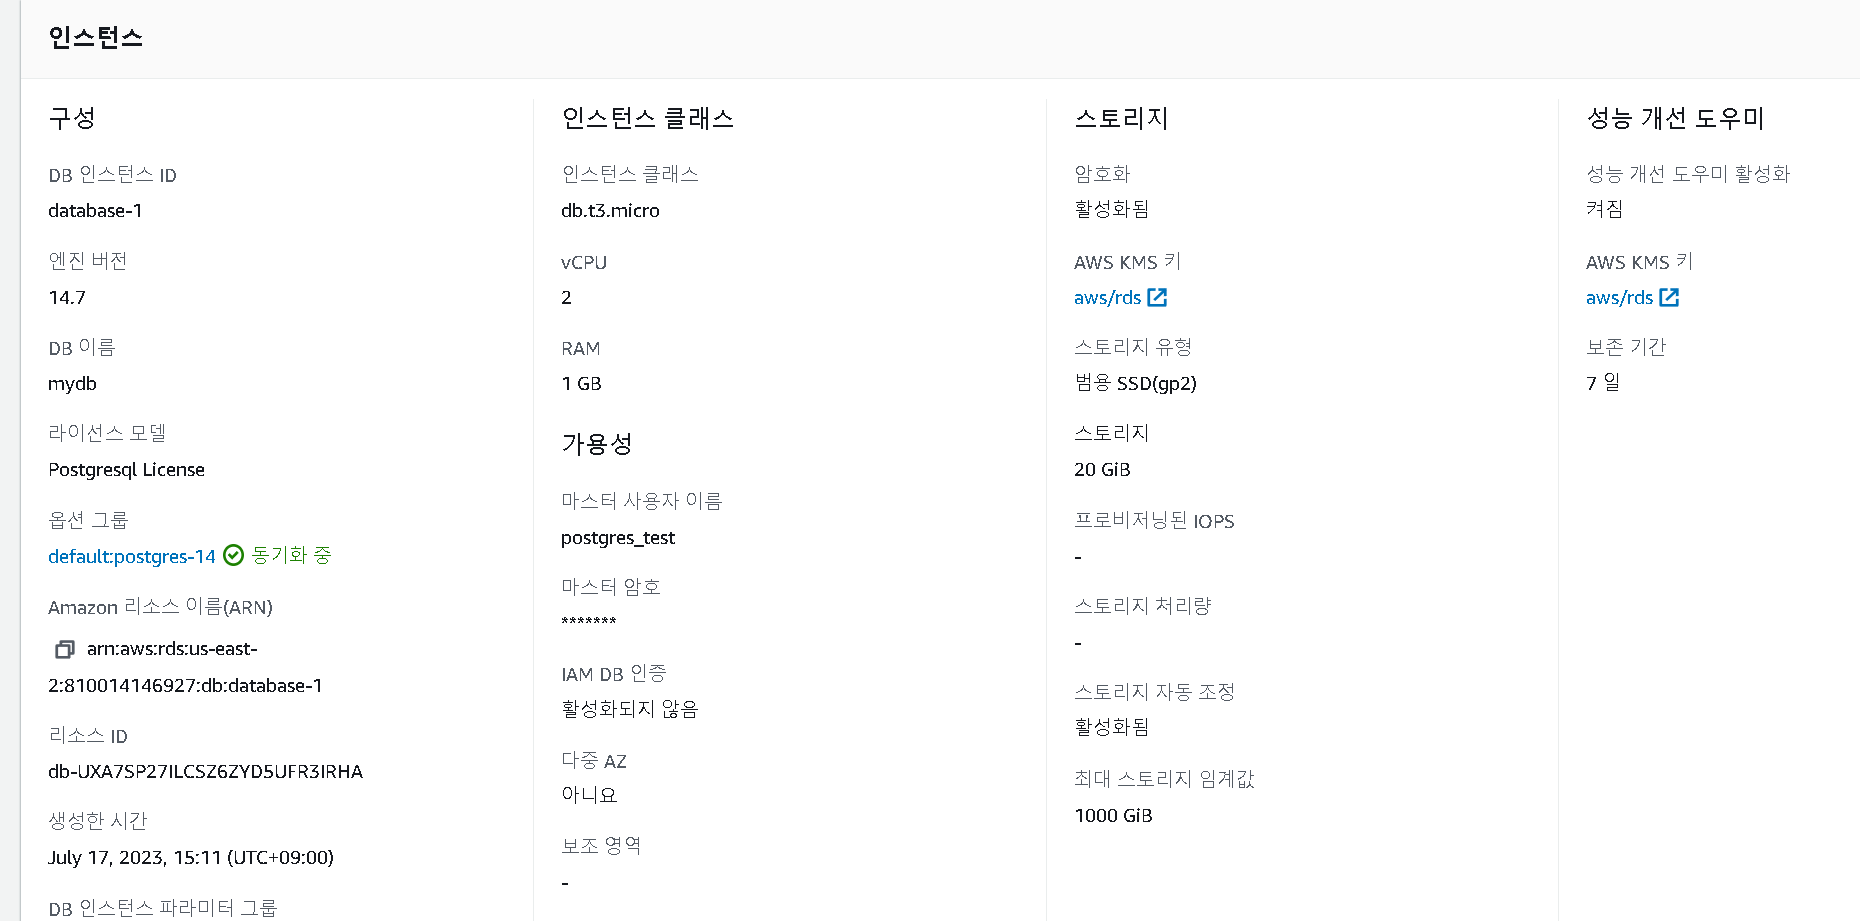 인스턴스
구성
DB 인스턴스 ID
database-1
엔진 버전
14.7
DB 이름
mydb
라이선스 모델
Postgresql License
옵션 그룹
default:postgres-14 동기화 중
Amazon 리소스 이름(ARN)
arn:aws:rds:us-east-
2:810014146927:db:database-1
리소스 ID
db-UXA7SP27ILCSZ6ZYD5UFR3IRHA
생성한 시간
July 17, 2023, 15:11 (UTC+09:00)
DB 인스턴스 파라미터 그룹
인스턴스 클래스
인스턴스 클래스
db.t3.micro
vCPU
2
RAM
1 GB
가용성
마스터 사용자 이름
postgres_test
마스터 암호
*******
IAM DB 인증
활성화되지 않음
다중 AZ
아니요
보조 영역
-
스토리지
암호화
활성화됨
AWS KMS 키
aws/rds
스토리지 유형
범용 SSD(gp2)
스토리지
20 GiB
프로비저닝된 IOPS
-
스토리지 처리량
-
스토리지 자동 조정
활성화됨
최대 스토리지 임계값
1000 GiB
성능 개선 도우미
성능 개선 도우미 활성화
켜짐
AWS KMS 키
aws/rds
보존 기간
7 일